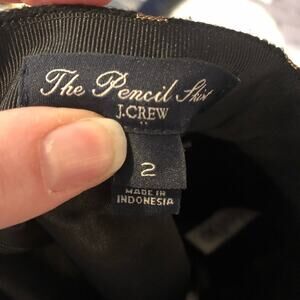 The Pencil Skirt
J.CREW
2
MADE IN
INDONESIA